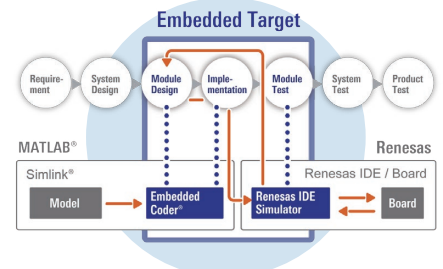 Embedded Target
Require-
ment
System
Design
Module
Design
Imple-
mentation
Module
Test
System
Test
Product
Test
MATLAB®
Renesas
Simlink®
Renesas IDE / Board
Model
Embedded
Coder®
Renesas IDE
Simulator
Board